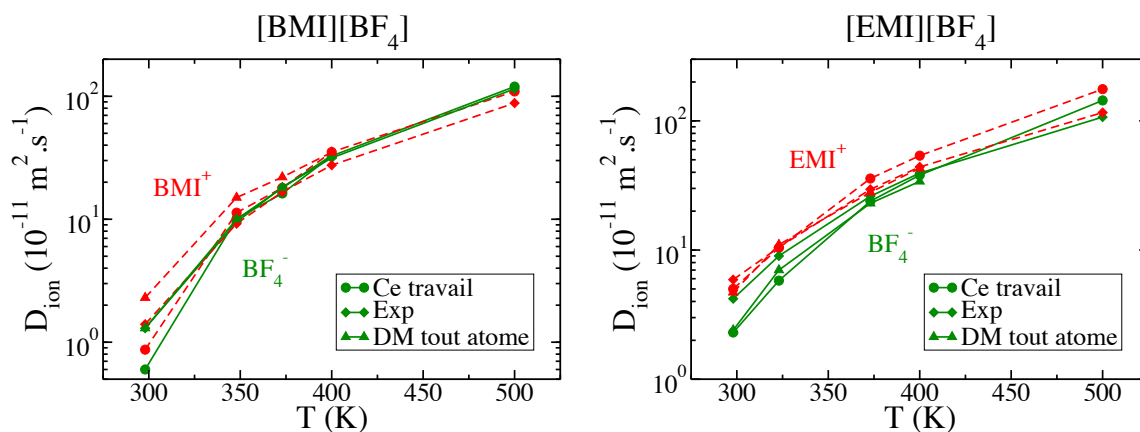 [BMI][BF4]
D_ion (10^-11 m^2.s^-1)
10^2
10^1
10^0
BMI^+
BF4^-
Ce travail
Exp
DM tout atome
300 350 400 450 500
T (K)
[EMI][BF4]
D_ion (10^-11 m^2.s^-1)
10^2
10^1
10^0
EMI^+
BF4^-
Ce travail
Exp
DM tout atome
300 350 400 450 500
T (K)